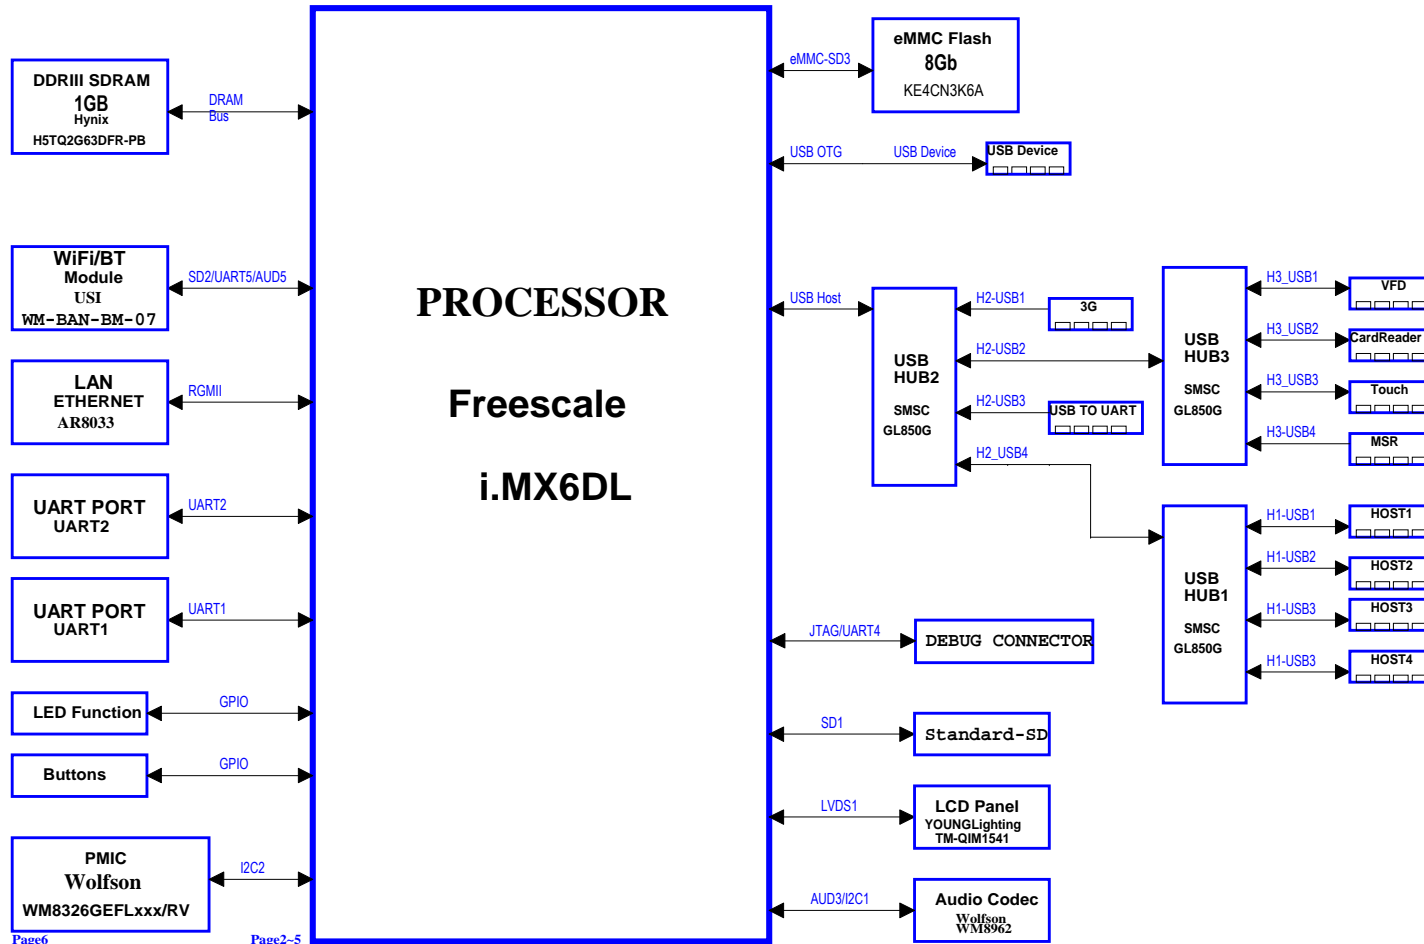 DDRIII SDRAM
1GB
Hynix
H5TQ2G63DFR-PB
DRAM
Bus
WiFi/BT
Module
USI
WM-BAN-BM-07
SD2/UART5/AUD5
LAN
ETHERNET
AR8033
RGMII
UART PORT
UART2
UART2
UART PORT
UART1
UART1
LED Function
GPIO
Buttons
GPIO
PMIC
Wolfson
WM8326GEFLxxx/RV
I2C2
Page6
Page2~5
PROCESSOR
Freescale
i.MX6DL
eMMC-SD3
eMMC Flash
8Gb
KE4CN3K6A
USB OTG
USB Device
USB Device
USB Host
USB
HUB2
SMSC
GL850G
H2-USB1
3G
H2-USB2
H2-USB3
USB TO UART
H2_USB4
USB
HUB3
SMSC
GL850G
H3_USB1
VFD
H3_USB2
CardReader
H3_USB3
Touch
H3-USB4
MSR
USB
HUB1
SMSC
GL850G
H1-USB1
HOST1
H1-USB2
HOST2
H1-USB3
HOST3
H1-USB3
HOST4
JTAG/UART4
DEBUG CONNECTOR
SD1
Standard-SD
LVDS1
LCD Panel
YOUNGLighting
TM-QIM1541
AUD3/I2C1
Audio Codec
Wolfson
WM8962